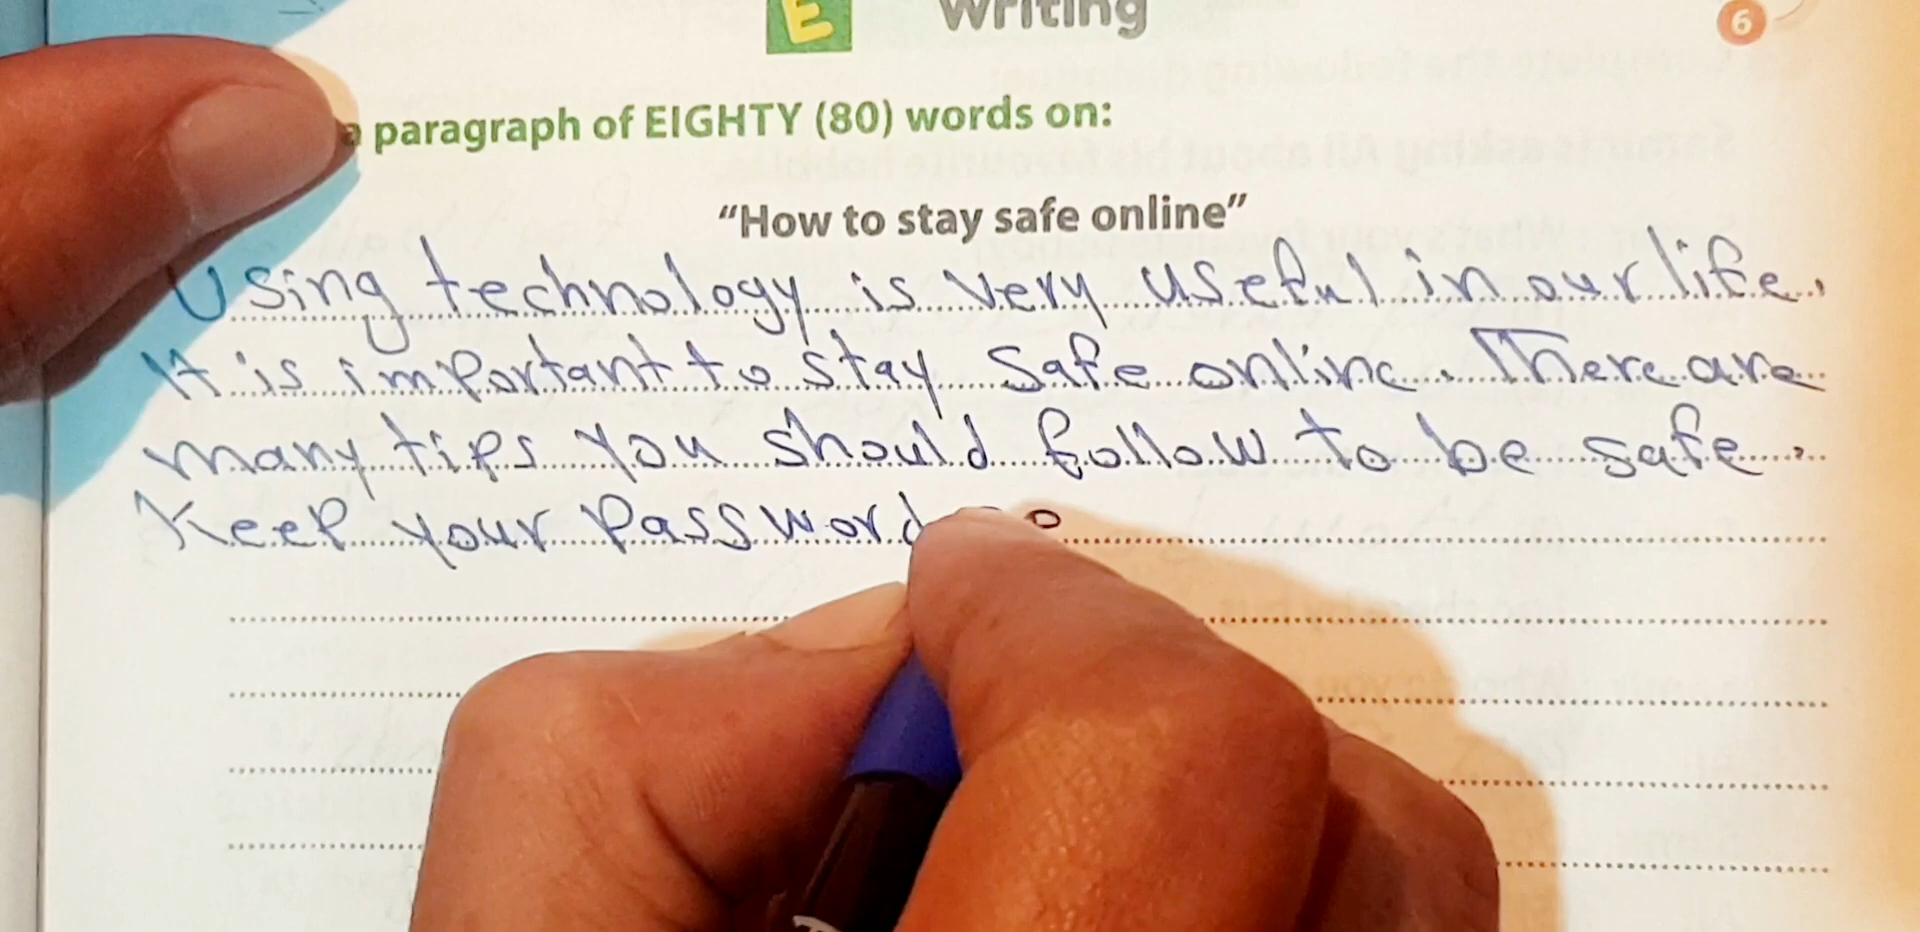 E Writing 6
a paragraph of EIGHTY (80) words on:
"How to stay safe online"
Using technology is very useful in our life.
It is important to stay safe online. There are
many tips you should follow to be safe.
Keep your password